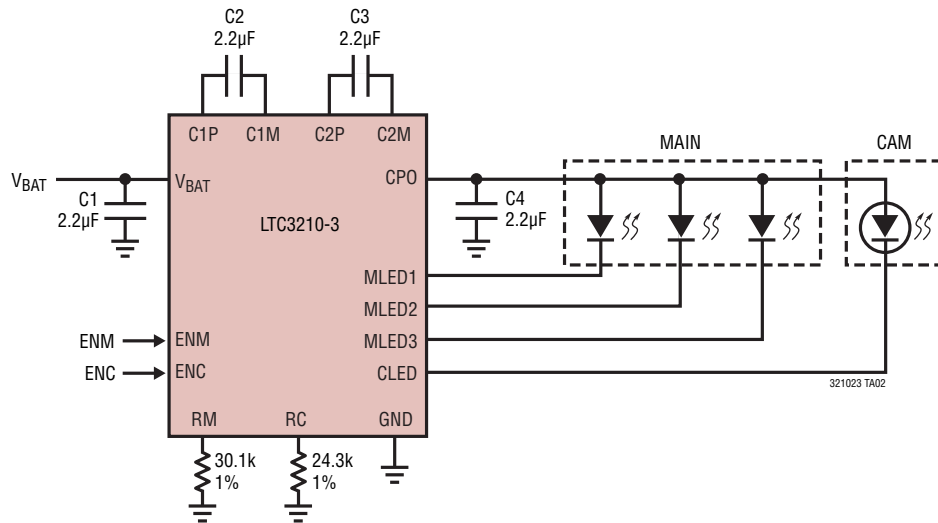 C2
2.2µF
C3
2.2µF
C1P
C1M
C2P
C2M
MAIN
CAM
VBAT
VBAT
CPO
C1
2.2µF
C4
2.2µF
LTC3210-3
MLED1
MLED2
ENM
ENM
MLED3
ENC
ENC
CLED
321023 TA02
RM
RC
GND
30.1k
1%
24.3k
1%